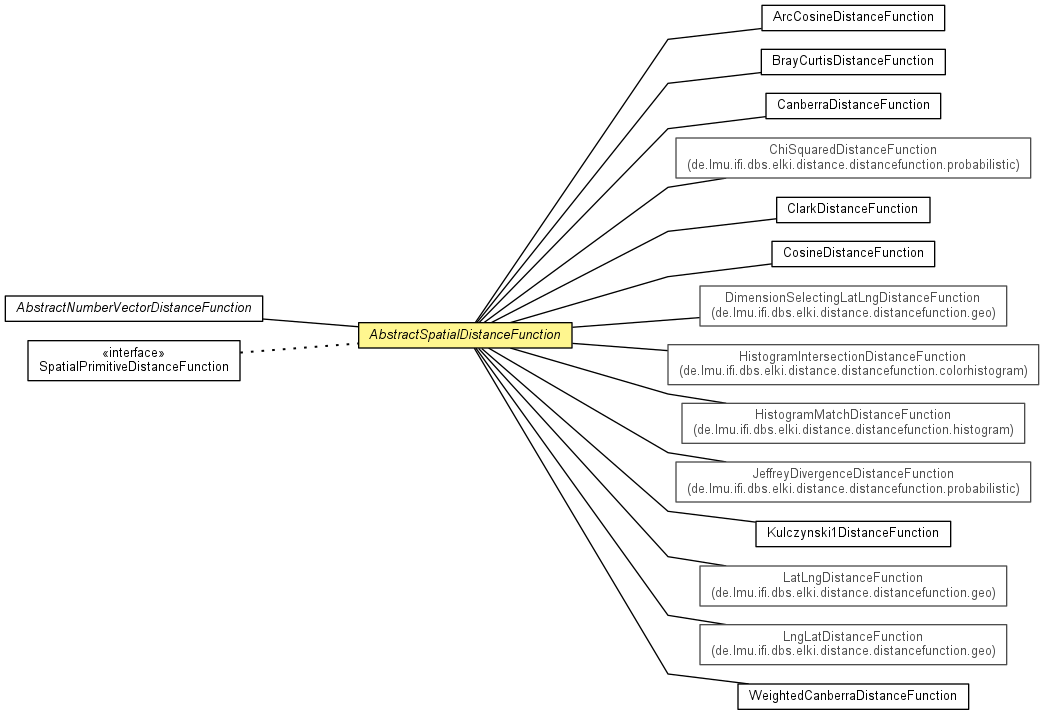 AbstractNumberVectorDistanceFunction
«interface»
SpatialPrimitiveDistanceFunction
AbstractSpatialDistanceFunction
ArcCosineDistanceFunction
BrayCurtisDistanceFunction
CanberraDistanceFunction
ChiSquaredDistanceFunction
(de.lmu.ifi.dbs.elki.distance.distancefunction.probabilistic)
ClarkDistanceFunction
CosineDistanceFunction
DimensionSelectingLatLngDistanceFunction
(de.lmu.ifi.dbs.elki.distance.distancefunction.geo)
HistogramIntersectionDistanceFunction
(de.lmu.ifi.dbs.elki.distance.distancefunction.colorhistogram)
HistogramMatchDistanceFunction
(de.lmu.ifi.dbs.elki.distance.distancefunction.histogram)
JeffreyDivergenceDistanceFunction
(de.lmu.ifi.dbs.elki.distance.distancefunction.probabilistic)
Kulczynski1DistanceFunction
LatLngDistanceFunction
(de.lmu.ifi.dbs.elki.distance.distancefunction.geo)
LngLatDistanceFunction
(de.lmu.ifi.dbs.elki.distance.distancefunction.geo)
WeightedCanberraDistanceFunction